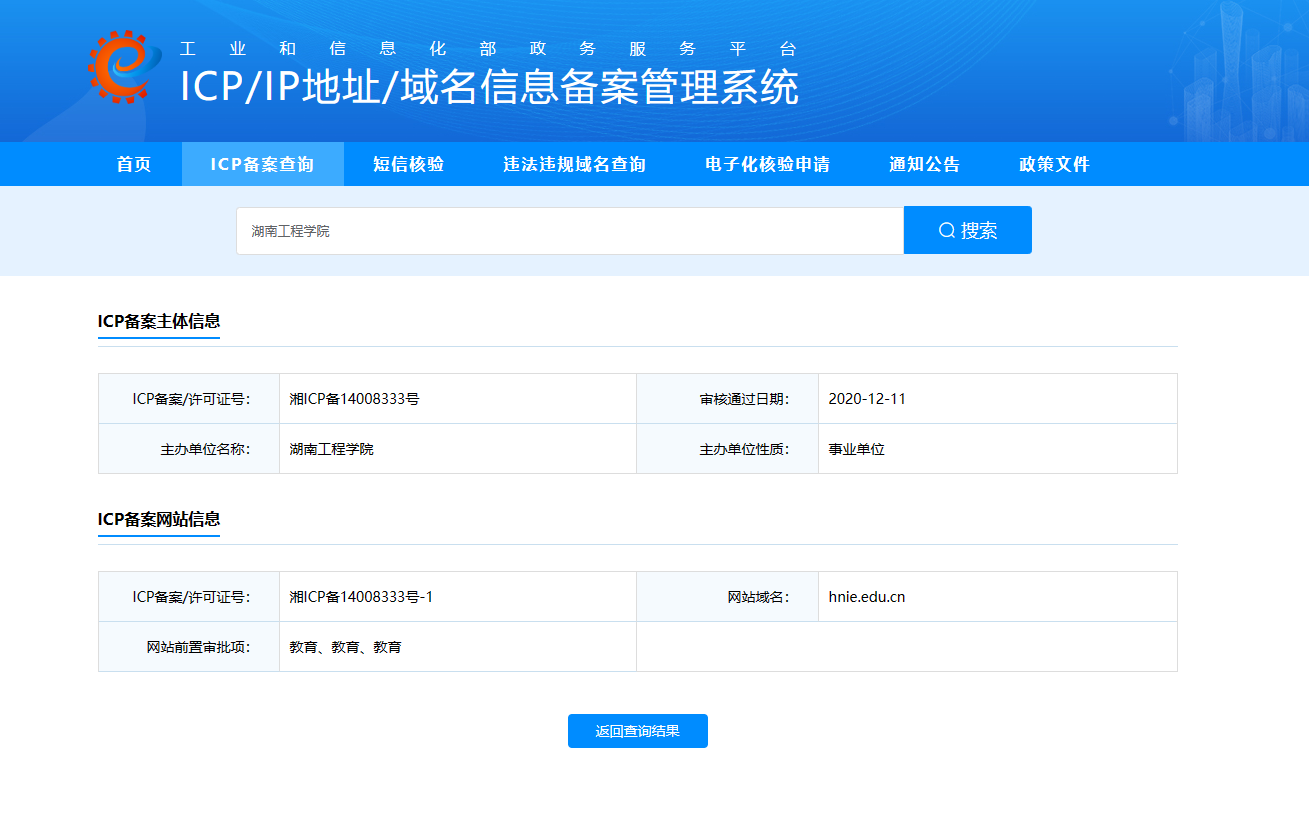 工业和信息化部政务服务平台
ICP/IP地址/域名信息备案管理系统
首页 ICP备案查询 短信核验 违法违规域名查询 电子化核验申请 通知公告 政策文件
湖南工程学院 搜索
ICP备案主体信息
ICP备案/许可证号： 湘ICP备14008333号 审核通过日期： 2020-12-11
主办单位名称： 湖南工程学院 主办单位性质： 事业单位
ICP备案网站信息
ICP备案/许可证号： 湘ICP备14008333号-1 网站域名： hnie.edu.cn
网站前置审批项： 教育、教育、教育
返回查询结果